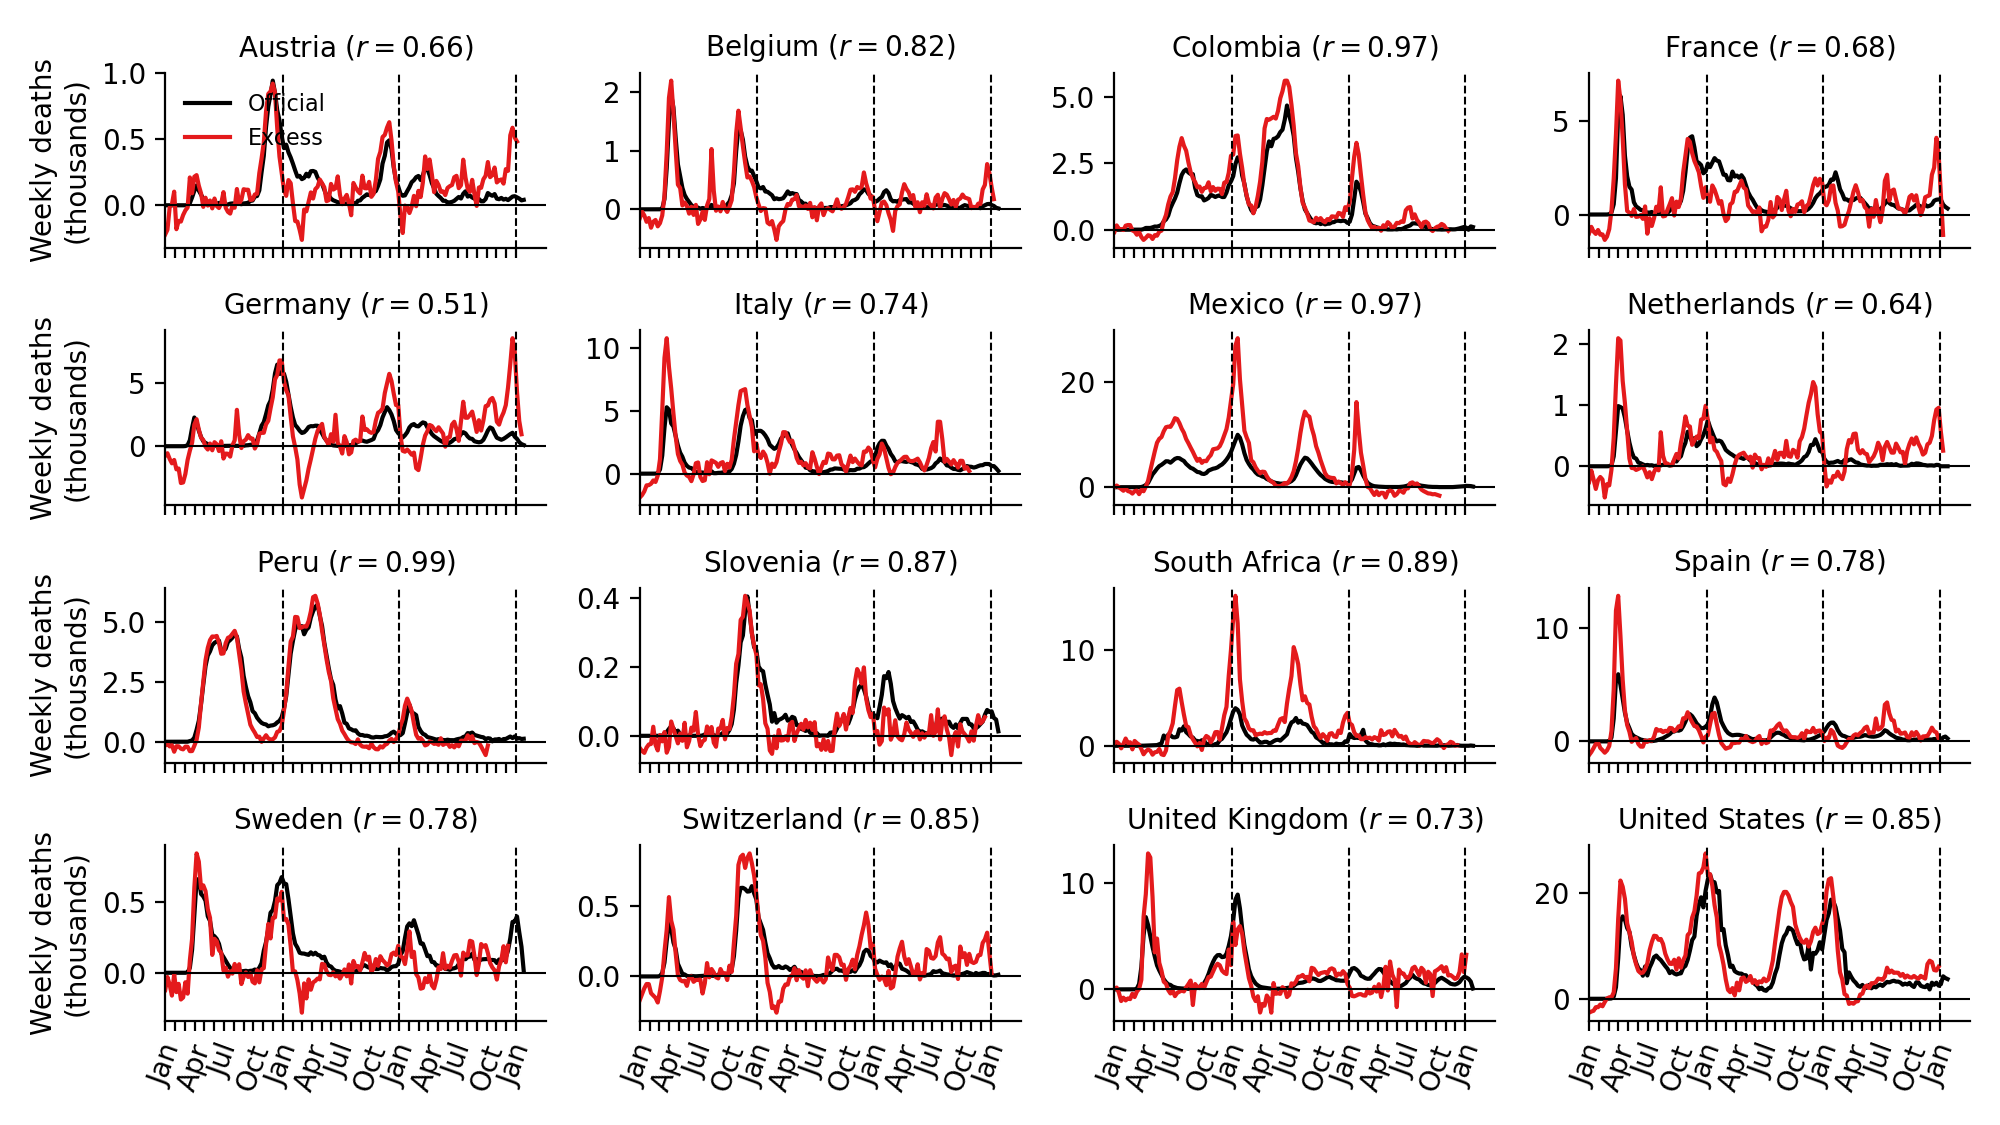 Austria (r = 0.66)
Belgium (r = 0.82)
Colombia (r = 0.97)
France (r = 0.68)
Weekly deaths
(thousands)
1.0
0.5
0.0
Official
Excess
2
1
0
5.0
2.5
0.0
5
0
Germany (r = 0.51)
Italy (r = 0.74)
Mexico (r = 0.97)
Netherlands (r = 0.64)
Weekly deaths
(thousands)
5
0
10
5
0
20
0
2
1
0
Peru (r = 0.99)
Slovenia (r = 0.87)
South Africa (r = 0.89)
Spain (r = 0.78)
Weekly deaths
(thousands)
5.0
2.5
0.0
0.4
0.2
0.0
10
0
10
0
Sweden (r = 0.78)
Switzerland (r = 0.85)
United Kingdom (r = 0.73)
United States (r = 0.85)
Weekly deaths
(thousands)
0.5
0.0
0.5
0.0
10
0
20
0
Jan Apr Jul Oct Jan Apr Jul Oct Jan Apr Jul Oct Jan
Jan Apr Jul Oct Jan Apr Jul Oct Jan Apr Jul Oct Jan
Jan Apr Jul Oct Jan Apr Jul Oct Jan Apr Jul Oct Jan
Jan Apr Jul Oct Jan Apr Jul Oct Jan Apr Jul Oct Jan